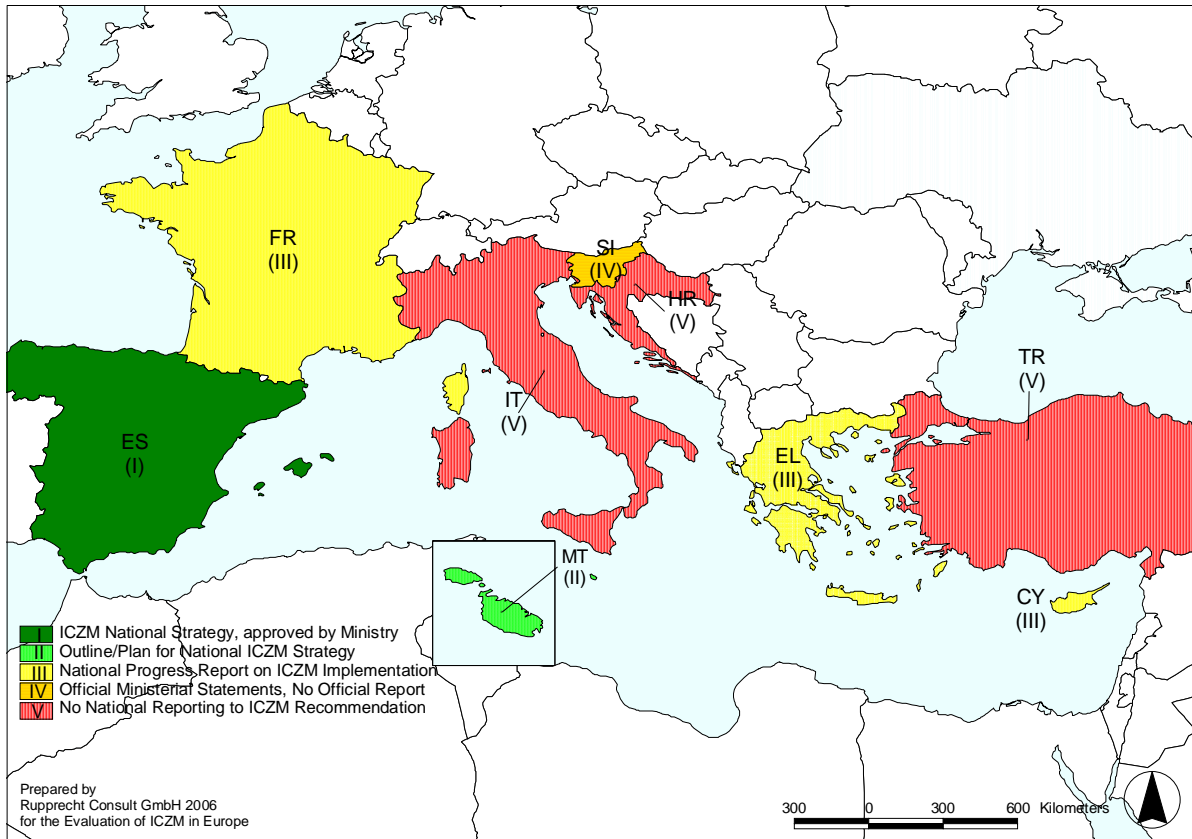 FR
(III)
SI
(IV)
HR
(V)
TR
(V)
IT
(V)
ES
(I)
EL
(III)
MT
(II)
CY
(III)
I ICZM National Strategy, approved by Ministry
II Outline/Plan for National ICZM Strategy
III National Progress Report on ICZM Implementation
IV Official Ministerial Statements, No Official Report
V No National Reporting to ICZM Recommendation
Prepared by
Rupprecht Consult GmbH 2006
for the Evaluation of ICZM in Europe
300 0 300 600 Kilometers